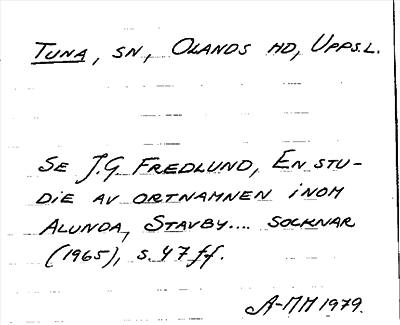 Tuna, sn, Olands hd, Upps.l.
Se J.G. Fredlund, En stu-
die av ortnamnen inom
Alunda, Stavby.... socknar
(1965), s. 47 ff.
A-MM 1979.